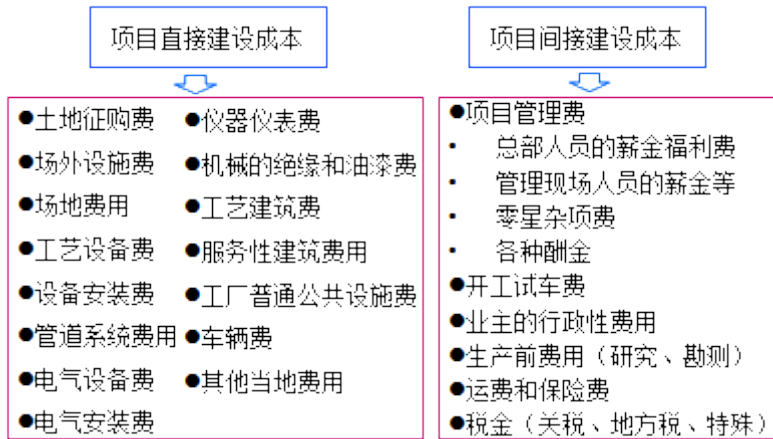 项目直接建设成本
●土地征购费
●场外设施费
●场地费用
●工艺设备费
●设备安装费
●管道系统费用
●电气设备费
●电气安装费
●仪器仪表费
●机械的绝缘和油漆费
●工艺建筑费
●服务性建筑费用
●工厂普通公共设施费
●车辆费
●其他当地费用
项目间接建设成本
●项目管理费
• 总部人员的薪金福利费
• 管理现场人员的薪金等
• 零星杂项费
• 各种酬金
●开工试车费
●业主的行政性费用
●生产前费用（研究、勘测）
●运费和保险费
●税金（关税、地方税、特殊）